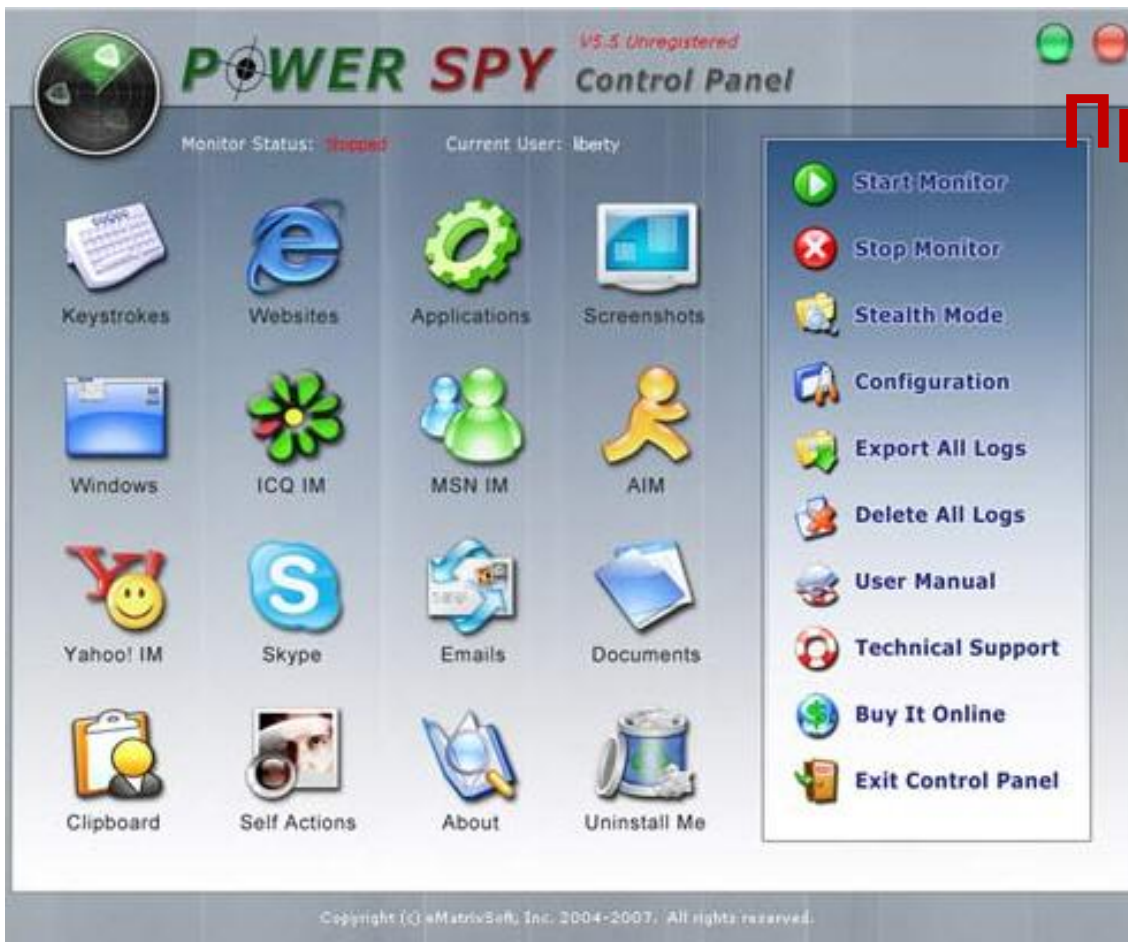 POWER SPY
V5.5 Unregistered
Control Panel
Пр
Monitor Status: Stopped
Current User: liberty
Keystrokes
Websites
Applications
Screenshots
Windows
ICQ IM
MSN IM
AIM
Yahoo! IM
Skype
Emails
Documents
Clipboard
Self Actions
About
Uninstall Me
Start Monitor
Stop Monitor
Stealth Mode
Configuration
Export All Logs
Delete All Logs
User Manual
Technical Support
Buy It Online
Exit Control Panel
Copyright (c) eMatrixSoft, Inc. 2004-2007. All rights reserved.